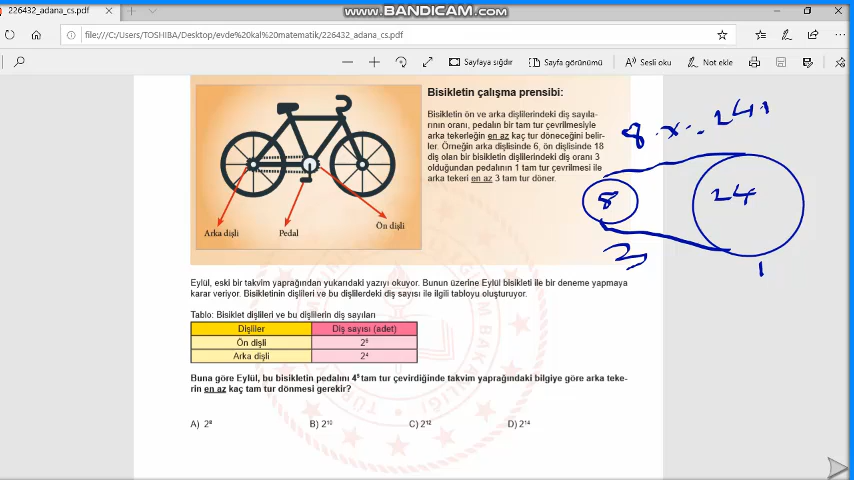 226432_adana_cs.pdf
www.BANDICAM.com
file:///C:/Users/TOSHIBA/Desktop/evde%20kal%20matematik/226432_adana_cs.pdf
Sayfaya sığdır
Sayfa görünümü
Sesli oku
Not ekle
Bisikletin çalışma prensibi:
Bisikletin ön ve arka dişlilerindeki diş sayıla-
rının oranı, pedalın bir tam tur çevrilmesiyle
arka tekerleğin en az kaç tur döneceğini belir-
ler. Örneğin arka dişlisinde 6, ön dişlisinde 18
diş olan bir bisikletin dişlilerindeki diş oranı 3
olduğundan pedalının 1 tam tur çevrilmesi ile
arka tekeri en az 3 tam tur döner.
Arka dişli
Pedal
Ön dişli
8 . x = 24.1
8
24
3
1
Eylül, eski bir takvim yaprağından yukarıdaki yazıyı okuyor. Bunun üzerine Eylül bisikleti ile bir deneme yapmaya
karar veriyor. Bisikletinin dişlileri ve bu dişlilerdeki diş sayısı ile ilgili tabloyu oluşturuyor.
Tablo: Bisiklet dişlileri ve bu dişlilerin diş sayıları
Dişliler Diş sayısı (adet)
Ön dişli
Arka dişli 2⁴
Buna göre Eylül, bu bisikletin pedalını tam tur çevirdiğinde takvim yaprağındaki bilgiye göre arka teke-
rin en az kaç tam tur dönmesi gerekir?
A) 2⁸ B) 2¹⁰ C) 2¹² D) 2¹⁴